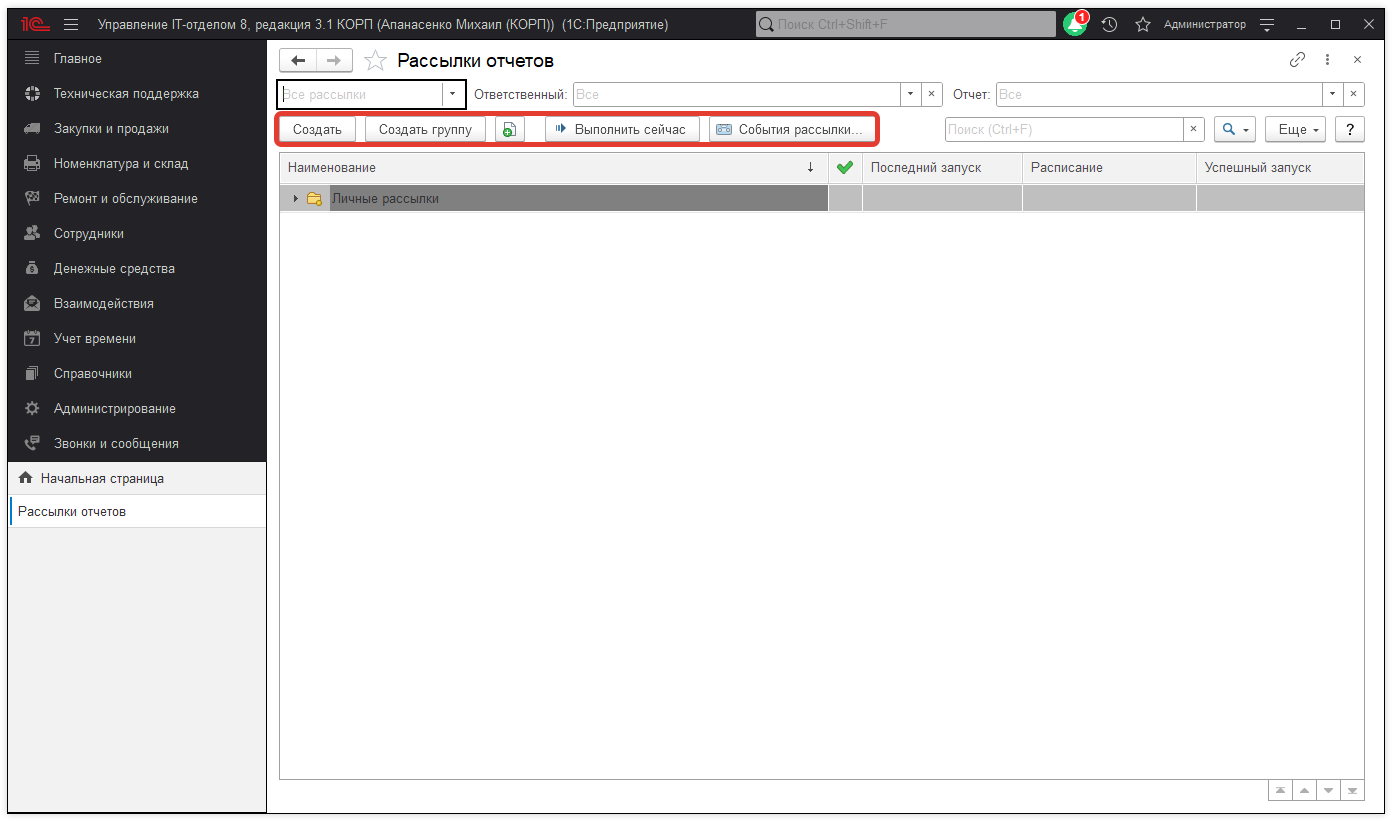 Управление IT-отделом 8, редакция 3.1 КОРП (Апанасенко Михаил (КОРП)) (1С:Предприятие)
Поиск Ctrl+Shift+F
1
Администратор
Главное
Техническая поддержка
Закупки и продажи
Номенклатура и склад
Ремонт и обслуживание
Сотрудники
Денежные средства
Взаимодействия
Учет времени
Справочники
Администрирование
Звонки и сообщения
Начальная страница
Рассылки отчетов
Рассылки отчетов
Все рассылки Ответственный: Все Отчет: Все
Создать Создать группу Выполнить сейчас События рассылки... Поиск (Ctrl+F) Еще ?
Наименование Последний запуск Расписание Успешный запуск
Личные рассылки